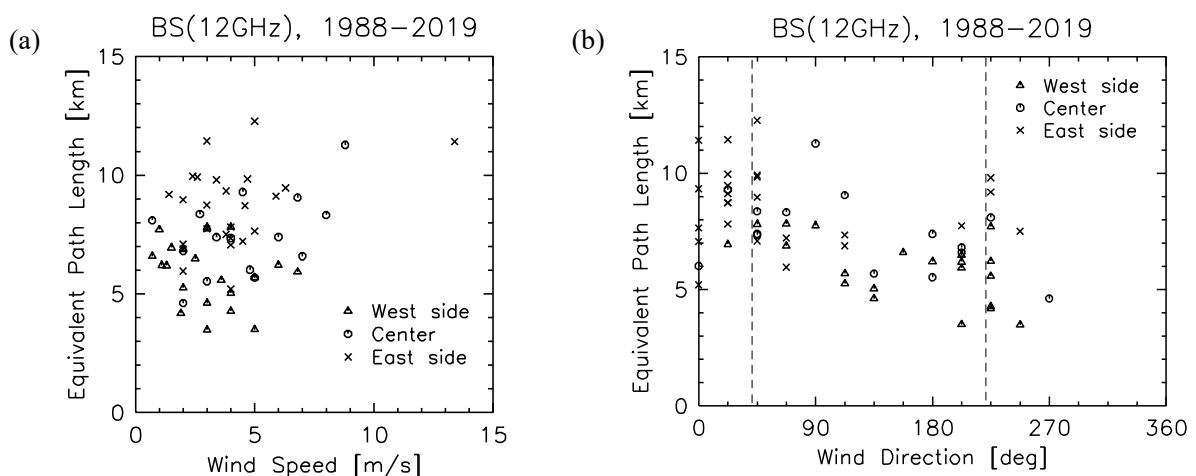 (a)
BS(12GHz), 1988-2019
15
10
5
0
Equivalent Path Length [km]
West side
Center
East side
0 5 10 15
Wind Speed [m/s]
(b)
BS(12GHz), 1988-2019
15
10
5
0
Equivalent Path Length [km]
West side
Center
East side
0 90 180 270 360
Wind Direction [deg]